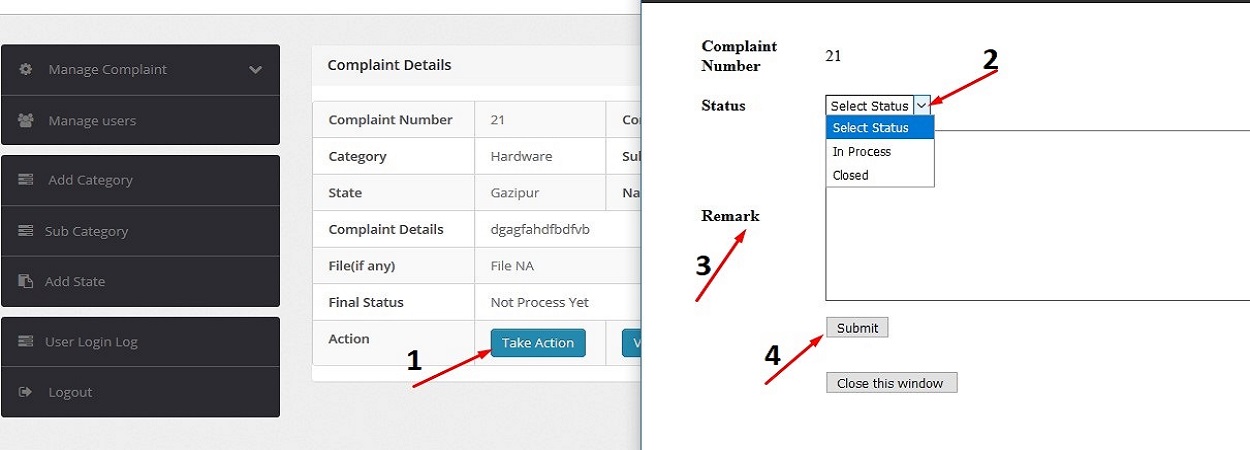 Manage Complaint
Manage users
Add Category
Sub Category
Add State
User Login Log
Logout
Complaint Details
Complaint Number 21
Category Hardware
State Gazipur
Complaint Details dgagfahdfbdfvb
File(if any) File NA
Final Status Not Process Yet
Action Take Action
1
Complaint
Number 21
2
Status Select Status
Select Status
In Process
Closed
Remark
3
Submit
4
Close this window